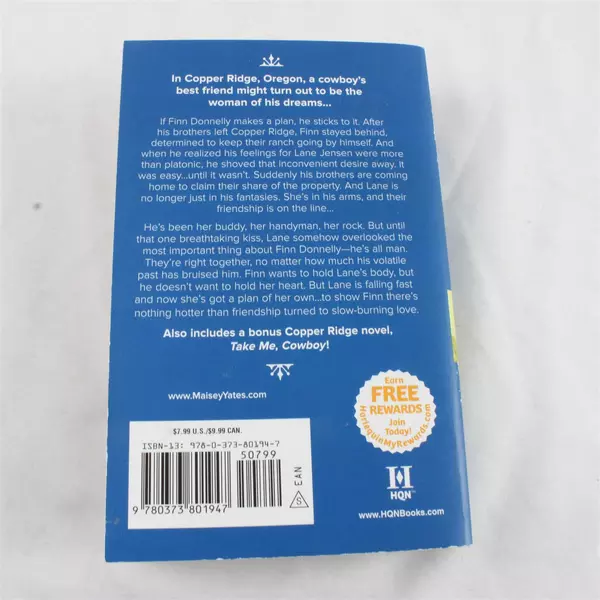 In Copper Ridge, Oregon, a cowboy's
best friend might turn out to be the
woman of his dreams...
If Finn Donnelly makes a plan, he sticks to it. After
his brothers left Copper Ridge, Finn stayed behind,
determined to keep their ranch going by himself. And
when he realized his feelings for Lane Jensen were more
than platonic, he shoved that inconvenient desire away. It
was easy...until it wasn't. Suddenly his brothers are coming
home to claim their share of the property. And Lane is
no longer just in his fantasies. She's in his arms, and their
friendship is on the line...
He's been her buddy, her handyman, her rock. But until
that one breathtaking kiss, Lane somehow overlooked the
most important thing about Finn Donnelly—he's all man.
They're right together, no matter how much his volatile
past has bruised him. Finn wants to hold Lane's body, but
he doesn't want to hold her heart. But Lane is falling fast
and now she's got a plan of her own...to show Finn there's
nothing hotter than friendship turned to slow-burning love.
Also includes a bonus Copper Ridge novel,
Take Me, Cowboy!
www.MaiseyYates.com
$7.99 U.S./$9.99 CAN.
ISBN-13: 978-0-373-80194-7
50799
9 780373 801947
S
EAN
Earn
FREE
REWARDS
Join
Today!
HarlequinMyRewards.com
H
HQN™
www.HQNBooks.com